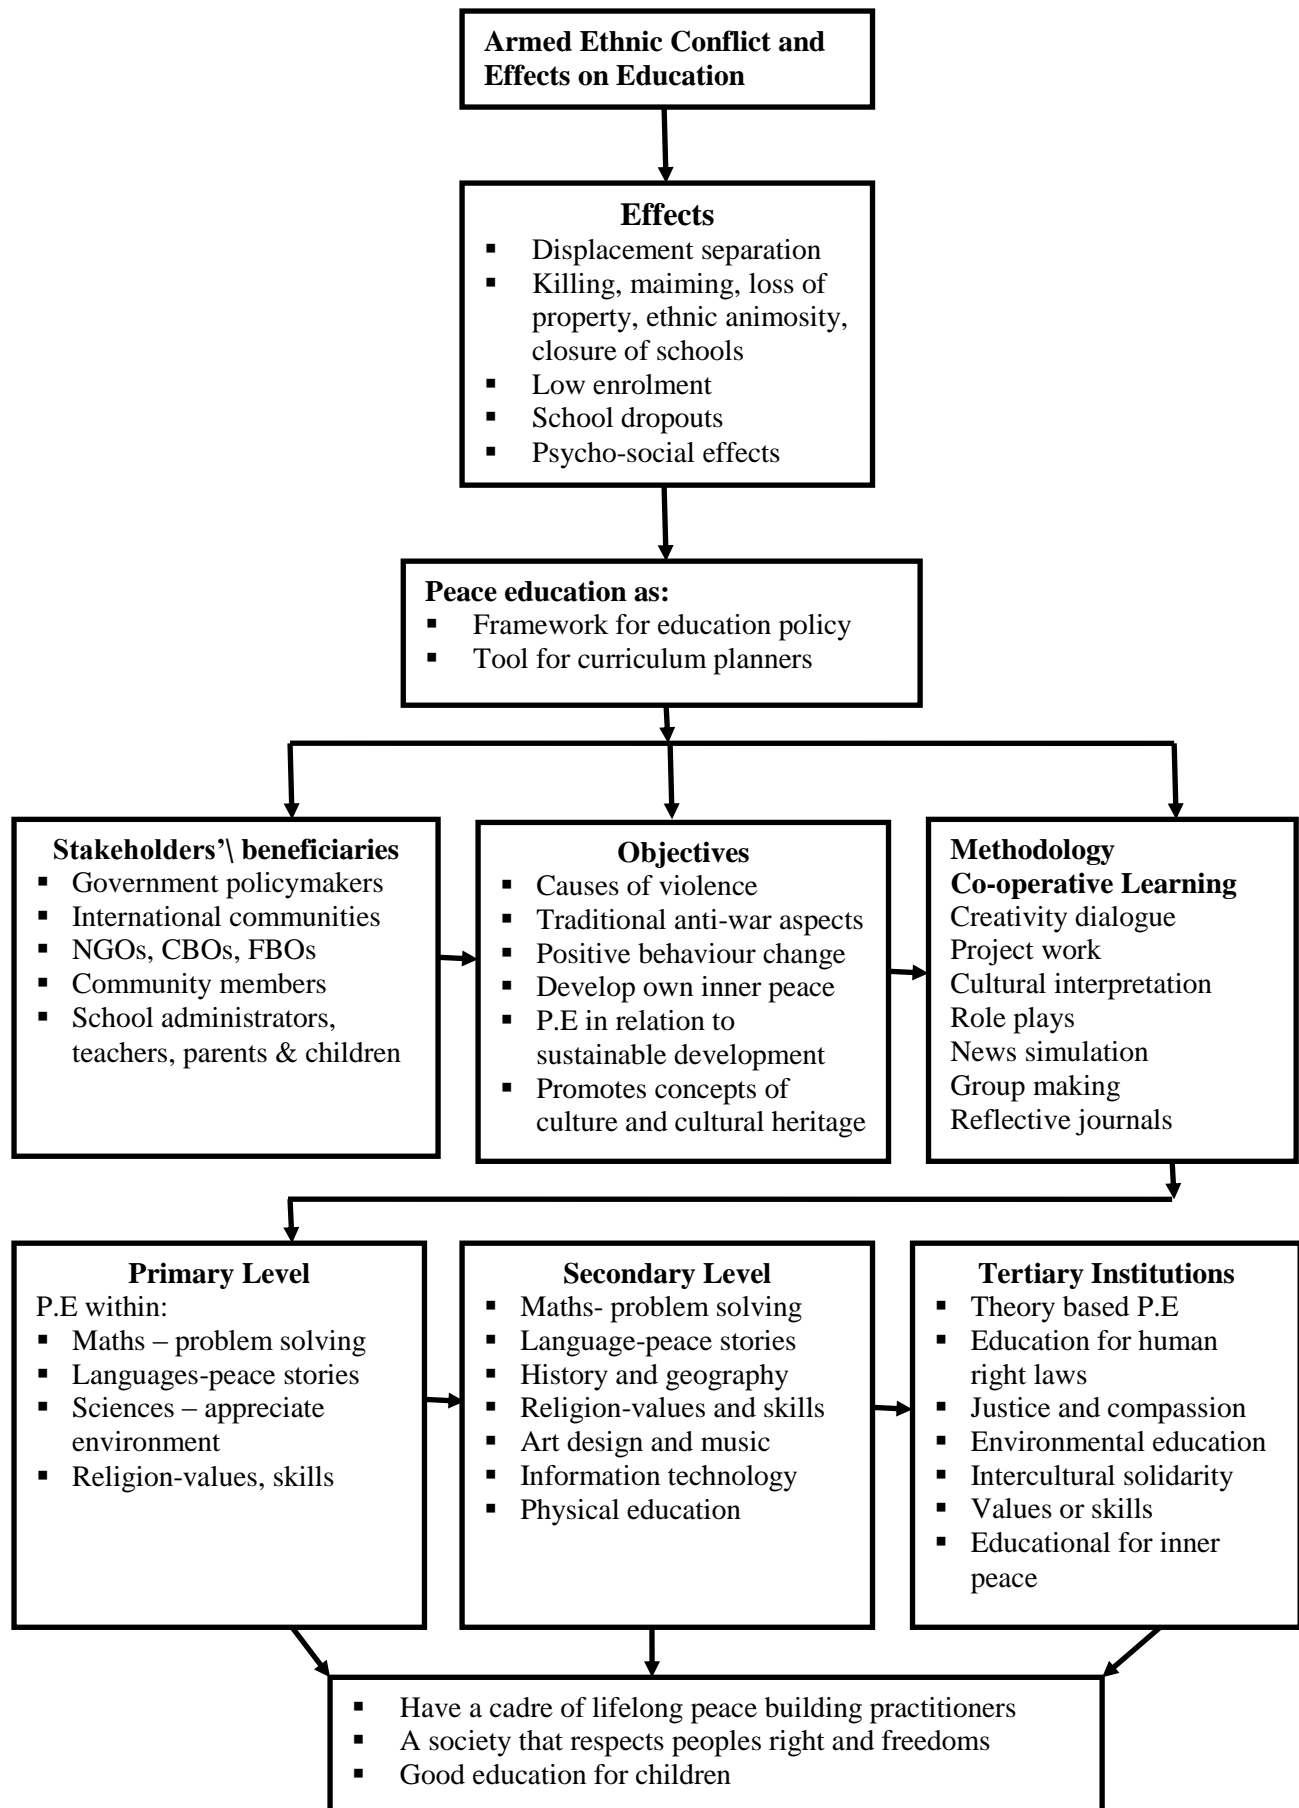 Armed Ethnic Conflict and
Effects on Education
Effects
▪ Displacement separation
▪ Killing, maiming, loss of
property, ethnic animosity,
closure of schools
▪ Low enrolment
▪ School dropouts
▪ Psycho-social effects
Peace education as:
▪ Framework for education policy
▪ Tool for curriculum planners
Stakeholders’\ beneficiaries
▪ Government policymakers
▪ International communities
▪ NGOs, CBOs, FBOs
▪ Community members
▪ School administrators,
teachers, parents & children
Objectives
▪ Causes of violence
▪ Traditional anti-war aspects
▪ Positive behaviour change
▪ Develop own inner peace
▪ P.E in relation to
sustainable development
▪ Promotes concepts of
culture and cultural heritage
Methodology
Co-operative Learning
Creativity dialogue
Project work
Cultural interpretation
Role plays
News simulation
Group making
Reflective journals
Primary Level
P.E within:
▪ Maths – problem solving
▪ Languages-peace stories
▪ Sciences – appreciate
environment
▪ Religion-values, skills
Secondary Level
▪ Maths- problem solving
▪ Language-peace stories
▪ History and geography
▪ Religion-values and skills
▪ Art design and music
▪ Information technology
▪ Physical education
Tertiary Institutions
▪ Theory based P.E
▪ Education for human
right laws
▪ Justice and compassion
▪ Environmental education
▪ Intercultural solidarity
▪ Values or skills
▪ Educational for inner
peace
▪ Have a cadre of lifelong peace building practitioners
▪ A society that respects peoples right and freedoms
▪ Good education for children